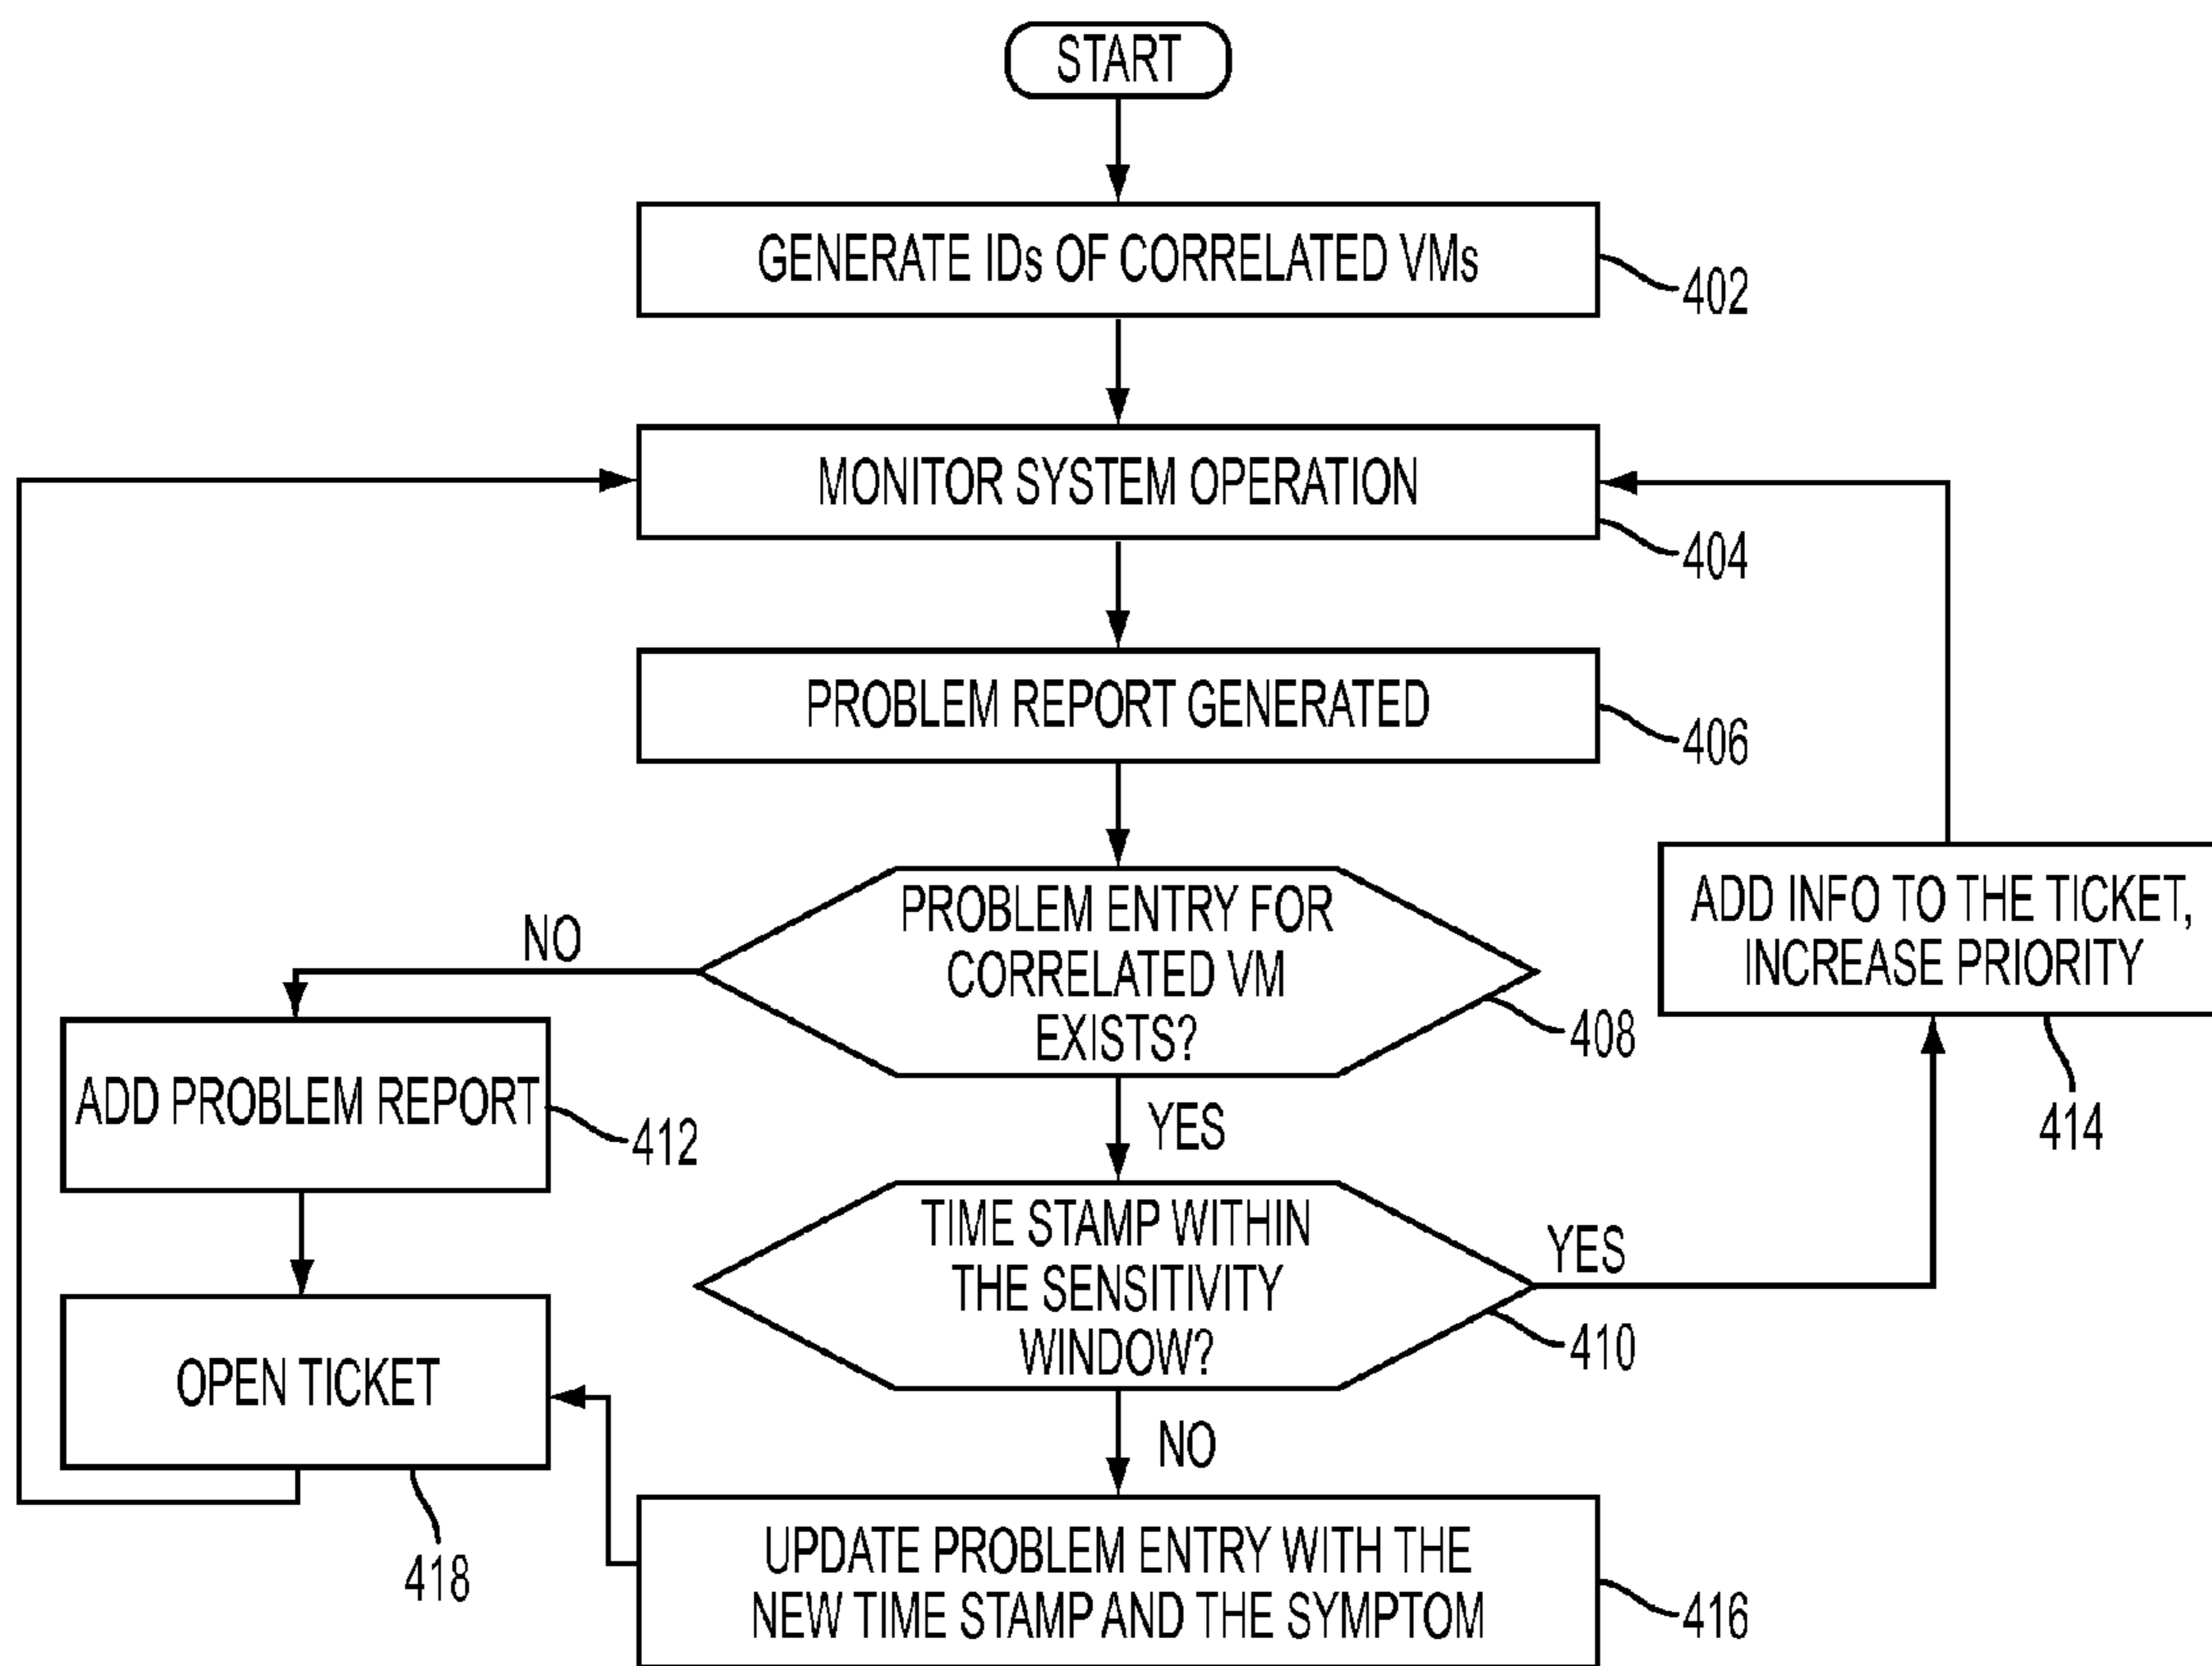 START
GENERATE IDs OF CORRELATED VMs
402
MONITOR SYSTEM OPERATION
404
PROBLEM REPORT GENERATED
406
PROBLEM ENTRY FOR
CORRELATED VM
EXISTS?
408
NO
YES
ADD INFO TO THE TICKET,
INCREASE PRIORITY
414
ADD PROBLEM REPORT
412
TIME STAMP WITHIN
THE SENSITIVITY
WINDOW?
410
YES
NO
OPEN TICKET
418
UPDATE PROBLEM ENTRY WITH THE
NEW TIME STAMP AND THE SYMPTOM
416